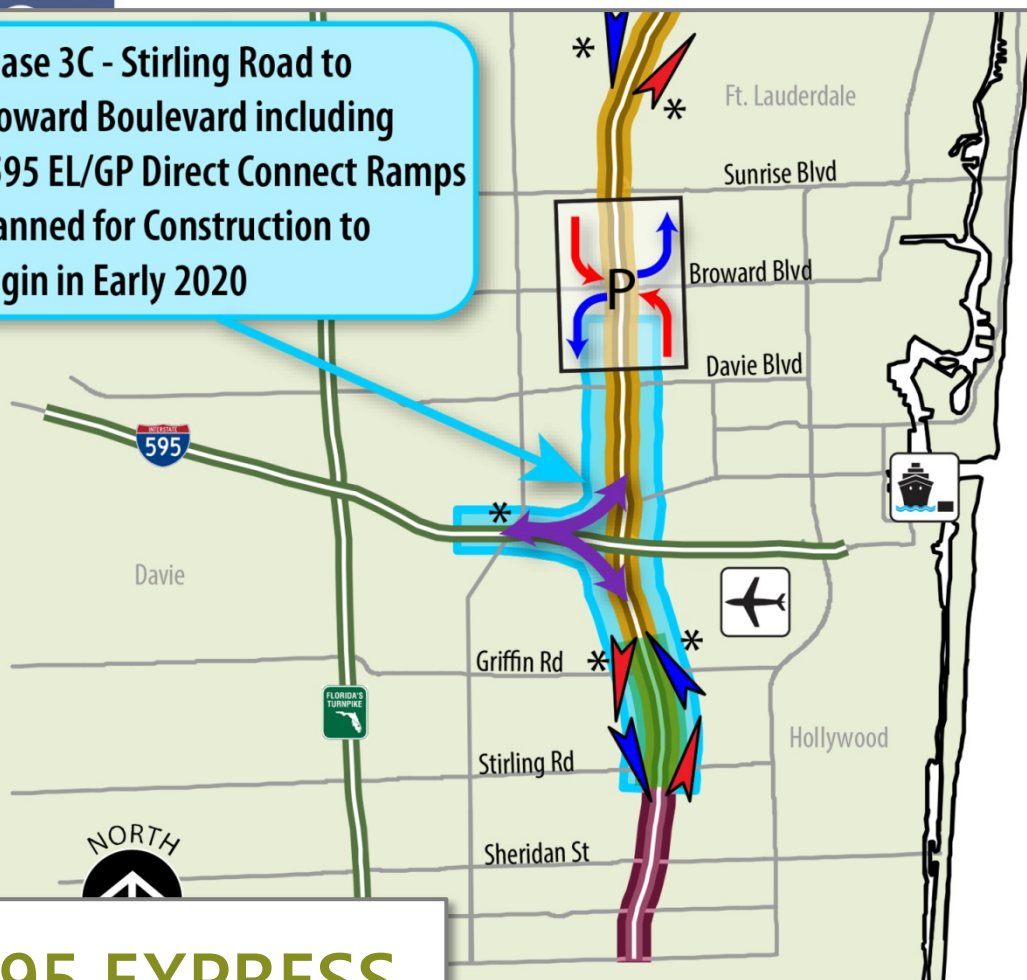 ase 3C - Stirling Road to
oward Boulevard including
595 EL/GP Direct Connect Ramps
anned for Construction to
gin in Early 2020
*
*
Ft. Lauderdale
Sunrise Blvd
P
Broward Blvd
Davie Blvd
INTERSTATE
595
*
Davie
*
Griffin Rd
*
FLORIDA'S
TURNPIKE
Hollywood
Stirling Rd
NORTH
Sheridan St
95 EXPRESS